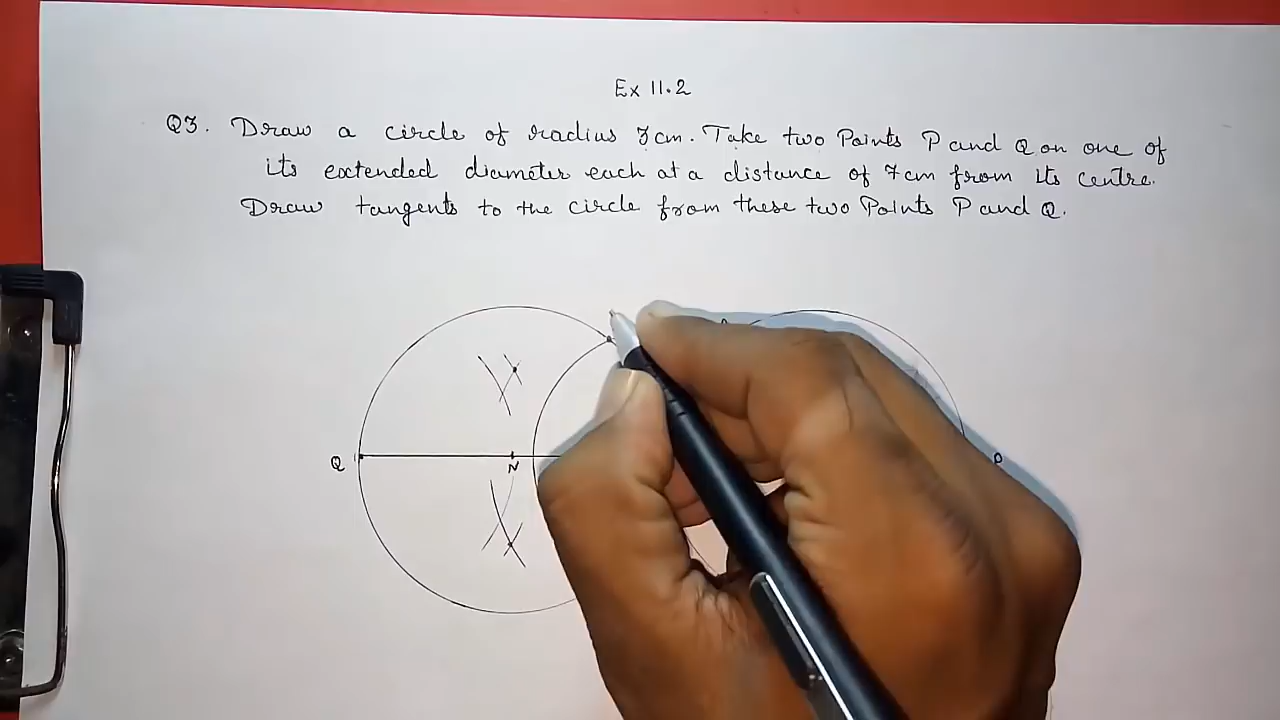 Ex 11.2
Q3. Draw a circle of radius 3cm. Take two Points P and Q on one of
its extended diameter each at a distance of 7cm from its centre.
Draw tangents to the circle from these two Points P and Q.
Q N P